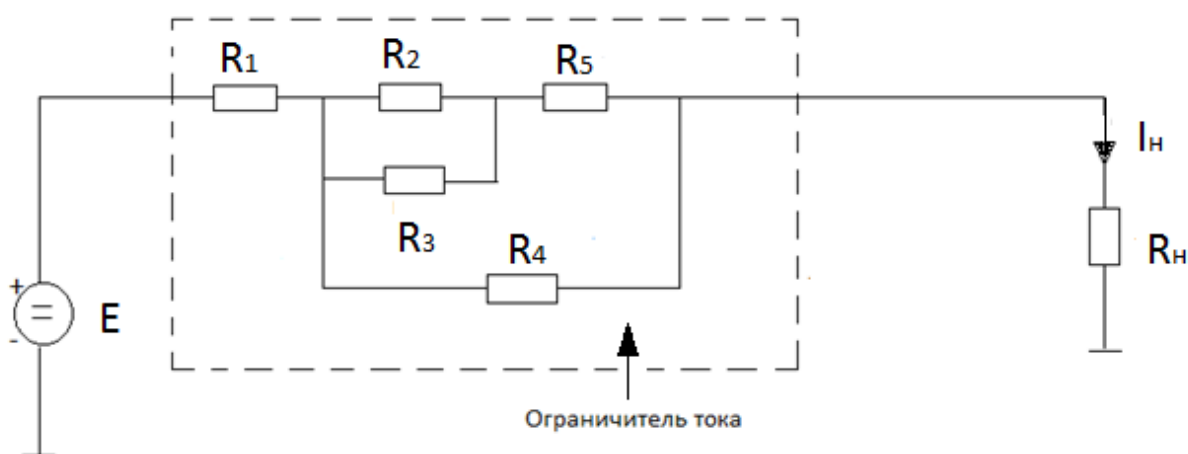 R1 R2 R5
Iн
R3
R4
Rн
+
=
E
-
Ограничитель тока